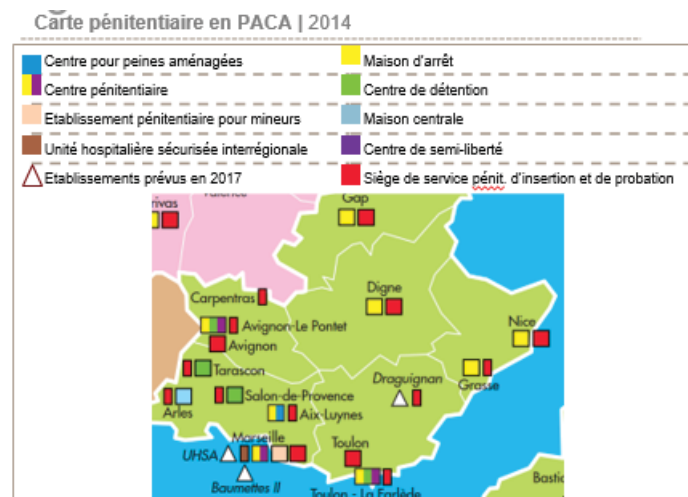 Carte pénitentiaire en PACA | 2014
Centre pour peines aménagées
Maison d'arrêt
Centre pénitentiaire
Centre de détention
Etablissement pénitentiaire pour mineurs
Maison centrale
Unité hospitalière sécurisée interrégionale
Centre de semi-liberté
Etablissements prévus en 2017
Siège de service pénit. d'insertion et de probation
Gap
Digne
Carpentras
Avignon-Le Pontet
Nice
Avignon
Tarascon
Draguignan
Grasse
Salon-de-Provence
Arles
Aix-Luynes
Marseille
Toulon
UHSA
Baumettes II
Toulon - La Farlède